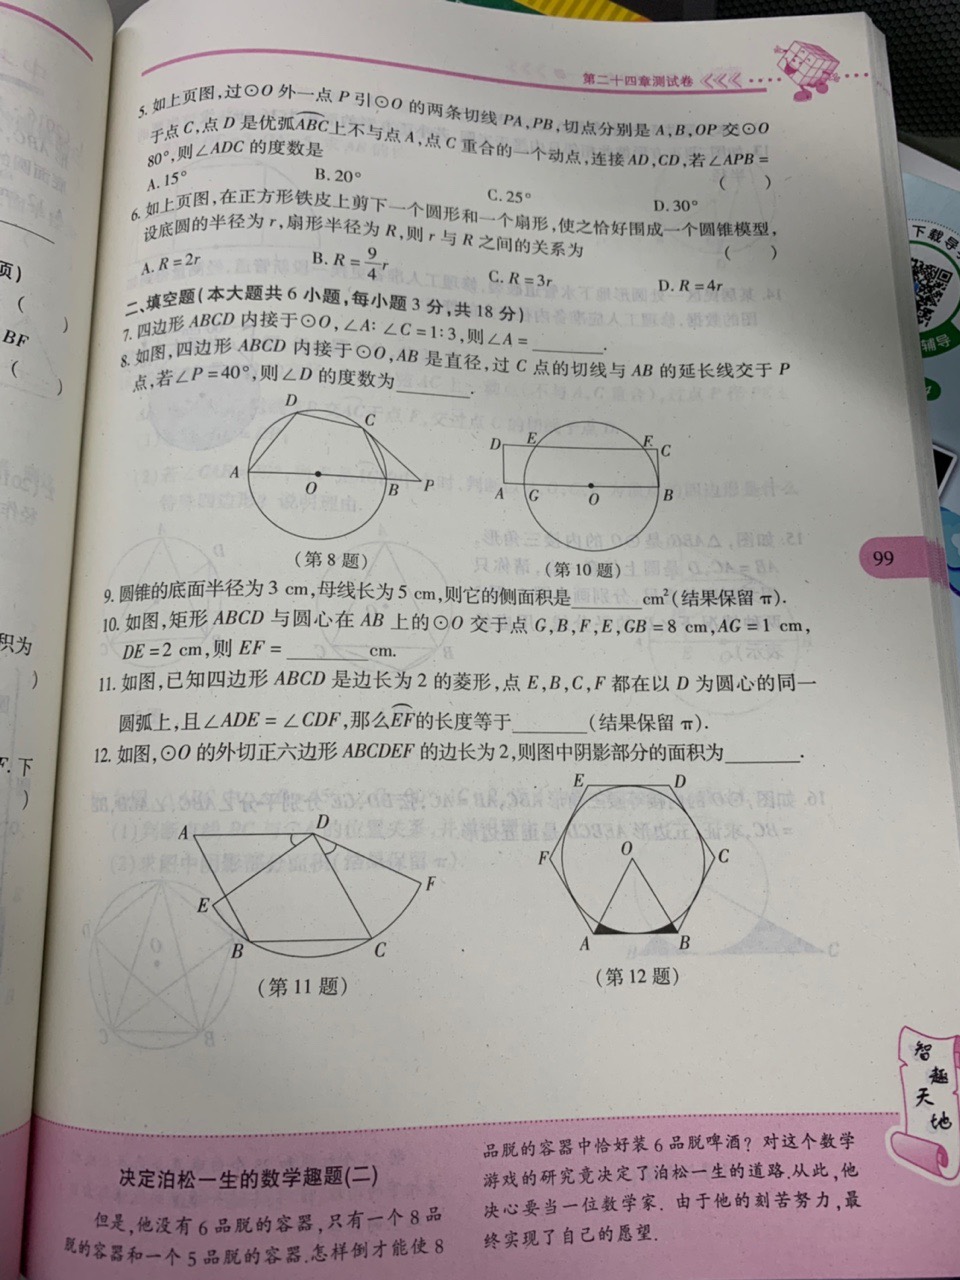 第二十四章测试卷
5. 如上页图,过⊙O 外一点 P 引⊙O 的两条切线 PA,PB,切点分别是 A,B,OP 交⊙O
于点 C,点 D 是优弧ABC上不与点 A,点 C 重合的一个动点,连接 AD,CD,若∠APB=
80°,则∠ADC 的度数是 ( )
A. 15° B. 20° C. 25° D. 30°
6. 如上页图,在正方形铁皮上剪下一个圆形和一个扇形,使之恰好围成一个圆锥模型,
设底圆的半径为 r,扇形半径为 R,则 r 与 R 之间的关系为 ( )
A. R=2r B. R=9/4r C. R=3r D. R=4r
二、填空题(本大题共 6 小题,每小题 3 分,共 18 分)
7. 四边形 ABCD 内接于⊙O,∠A:∠C=1:3,则∠A=______.
8. 如图,四边形 ABCD 内接于⊙O,AB 是直径,过 C 点的切线与 AB 的延长线交于 P
点,若∠P=40°,则∠D 的度数为______.
D
C
A
O
B
P
(第 8 题)
D
E
F
C
A
G
O
B
(第 10 题)
99
9. 圆锥的底面半径为 3 cm,母线长为 5 cm,则它的侧面积是______cm²(结果保留 π).
10. 如图,矩形 ABCD 与圆心在 AB 上的⊙O 交于点 G,B,F,E,GB=8 cm,AG=1 cm,
DE=2 cm,则 EF=______cm.
11. 如图,已知四边形 ABCD 是边长为 2 的菱形,点 E,B,C,F 都在以 D 为圆心的同一
圆弧上,且∠ADE=∠CDF,那么EF的长度等于______(结果保留 π).
12. 如图,⊙O 的外切正六边形 ABCDEF 的边长为 2,则图中阴影部分的面积为______.
A
D
E
F
B
C
(第 11 题)
E
D
F
O
C
A
B
(第 12 题)
智趣天地
决定泊松一生的数学趣题(二)
但是,他没有 6 品脱的容器,只有一个 8 品
脱的容器和一个 5 品脱的容器.怎样倒才能使 8
品脱的容器中恰好装 6 品脱啤酒? 对这个数学
游戏的研究竟决定了泊松一生的道路.从此,他
决心要当一位数学家. 由于他的刻苦努力,最
终实现了自己的愿望.
页)
BF
积为
F. 下
下载导
辅导